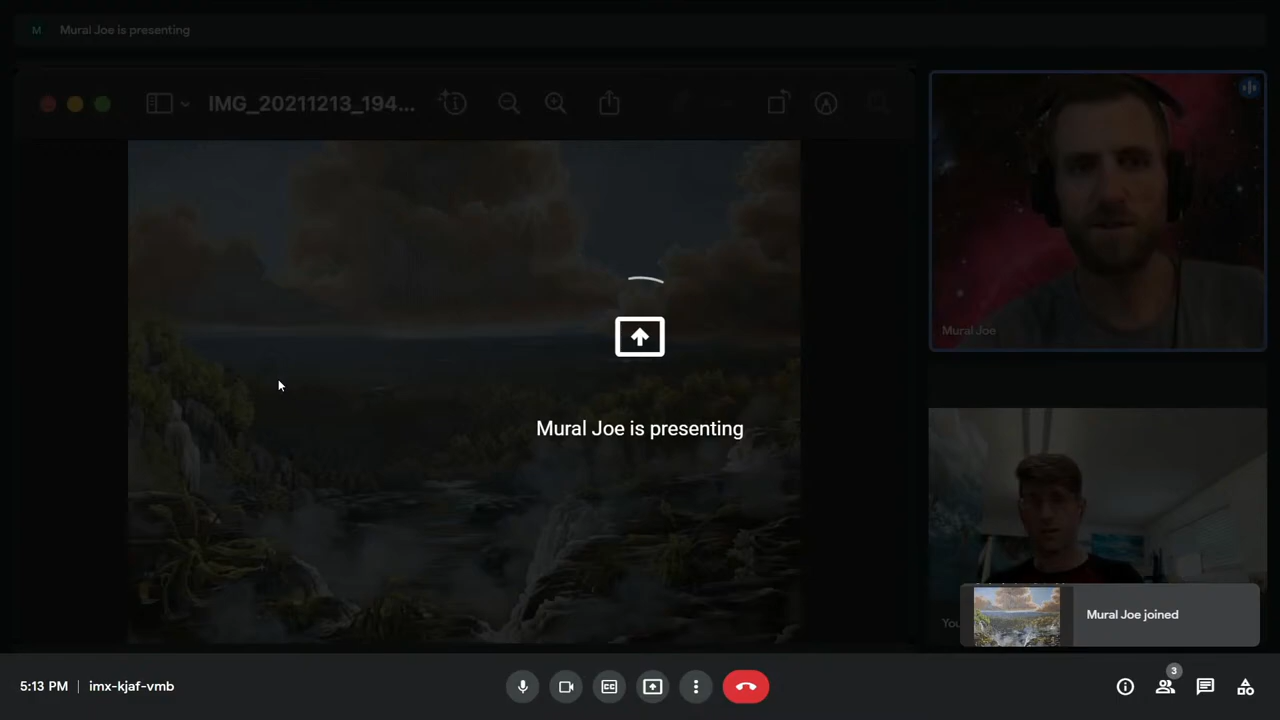 M Mural Joe is presenting
IMG_20211213_194...
Mural Joe is presenting
Mural Joe
You
Mural Joe joined
3
5:13 PM | imx-kjaf-vmb
CC